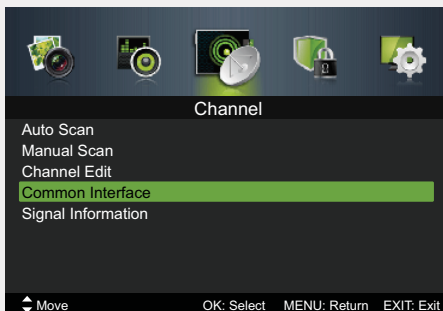 Channel
Auto Scan
Manual Scan
Channel Edit
Common Interface
Signal Information
Move OK: Select MENU: Return EXIT: Exit